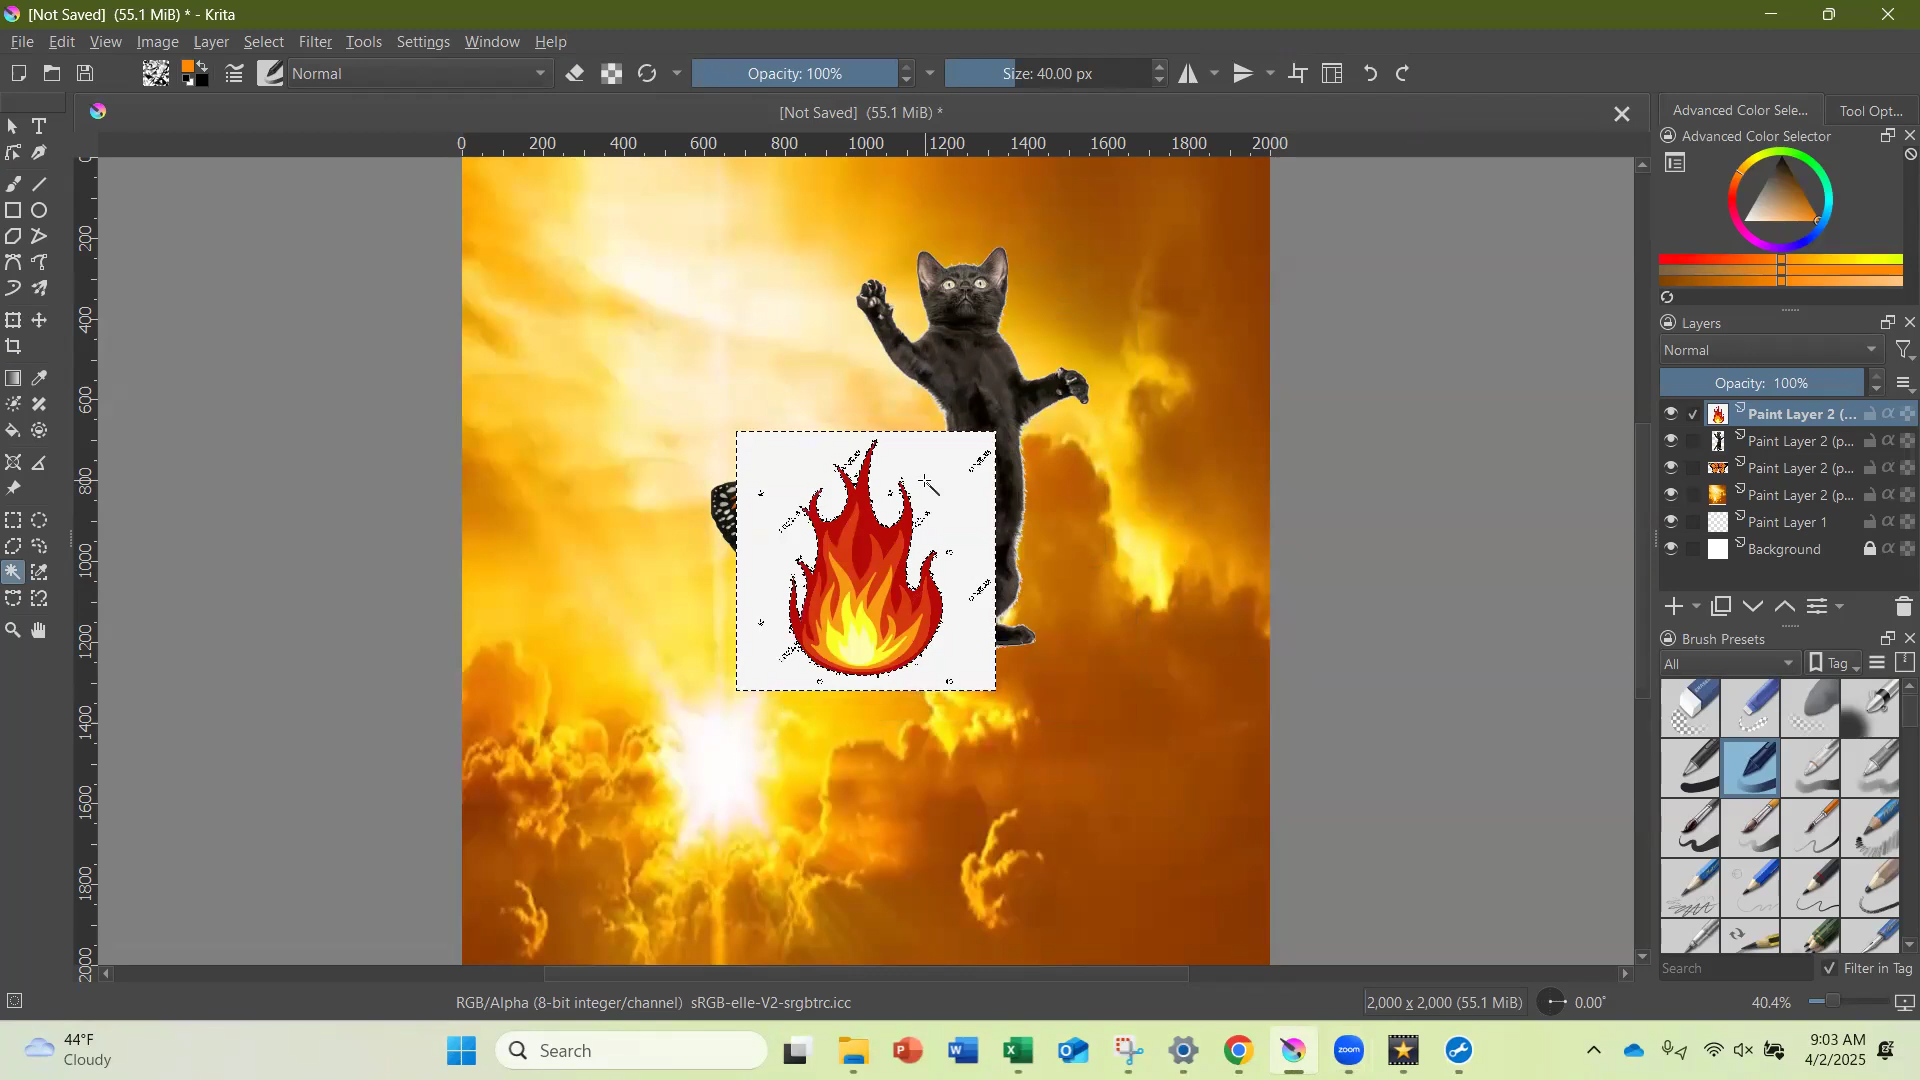 [Not Saved] (55.1 MiB) * - Krita
File Edit View Image Layer Select Filter Tools Settings Window Help
Normal
Opacity: 100%
Size: 40.00 px
[Not Saved] (55.1 MiB) *
Advanced Color Sele...
Tool Opt...
Advanced Color Selector
0 200 400 600 800 1000 1200 1400 1600 1800 2000
0
200
400
600
800
1000
1200
1400
1600
1800
2000
Layers
Normal
Opacity: 100%
Paint Layer 2 (...
Paint Layer 2 (p...
Paint Layer 2 (p...
Paint Layer 2 (p...
Paint Layer 1
Background
Brush Presets
All
Tag
Search
Filter in Tag
RGB/Alpha (8-bit integer/channel) sRGB-elle-V2-srgbtrc.icc
2,000 x 2,000 (55.1 MiB)
0.00°
40.4%
44°F
Cloudy
Search
zoom
9:03 AM
4/2/2025